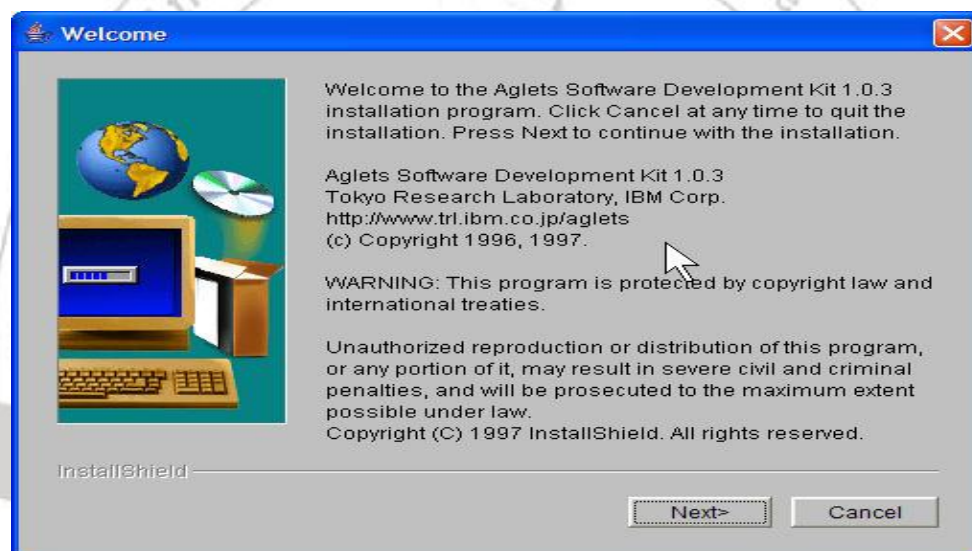 Welcome
Welcome to the Aglets Software Development Kit 1.0.3
installation program. Click Cancel at any time to quit the
installation. Press Next to continue with the installation.
Aglets Software Development Kit 1.0.3
Tokyo Research Laboratory, IBM Corp.
http://www.trl.ibm.co.jp/aglets
(c) Copyright 1996, 1997.
WARNING: This program is protected by copyright law and
international treaties.
Unauthorized reproduction or distribution of this program,
or any portion of it, may result in severe civil and criminal
penalties, and will be prosecuted to the maximum extent
possible under law.
Copyright (C) 1997 InstallShield. All rights reserved.
InstallShield
Next>
Cancel